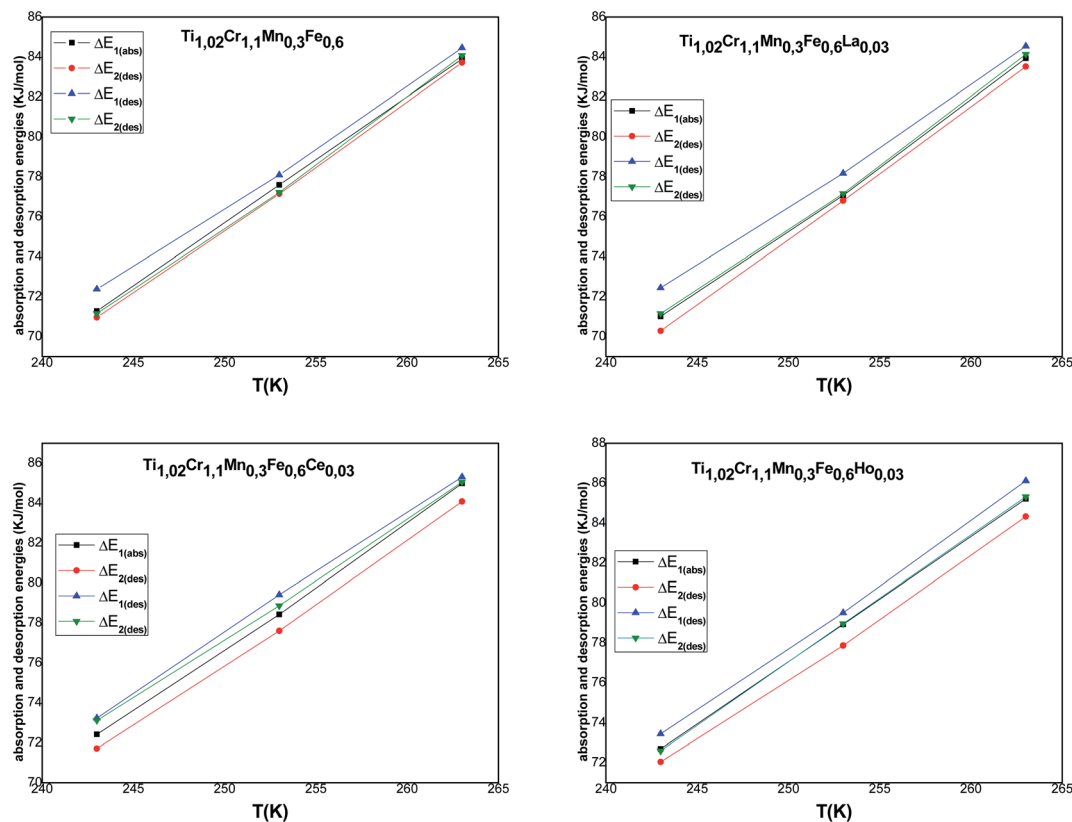 absorption and desorption energies (KJ/mol)
86
84
82
80
78
76
74
72
70
Ti1,02Cr1,1Mn0,3Fe0,6
ΔE1(abs)
ΔE2(des)
ΔE1(des)
ΔE2(des)
240 245 250 255 260 265
T(K)
absorption and desorption energies (KJ/mol)
86
84
82
80
78
76
74
72
70
Ti1,02Cr1,1Mn0,3Fe0,6La0,03
ΔE1(abs)
ΔE2(des)
ΔE1(des)
ΔE2(des)
240 245 250 255 260 265
T(K)
absorption and desorption energies (KJ/mol)
86
84
82
80
78
76
74
72
70
Ti1,02Cr1,1Mn0,3Fe0,6Ce0,03
ΔE1(abs)
ΔE2(des)
ΔE1(des)
ΔE2(des)
240 245 250 255 260 265
T(K)
absorption and desorption energies (KJ/mol)
88
86
84
82
80
78
76
74
72
Ti1,02Cr1,1Mn0,3Fe0,6Ho0,03
ΔE1(abs)
ΔE2(des)
ΔE1(des)
ΔE2(des)
240 245 250 255 260 265
T(K)